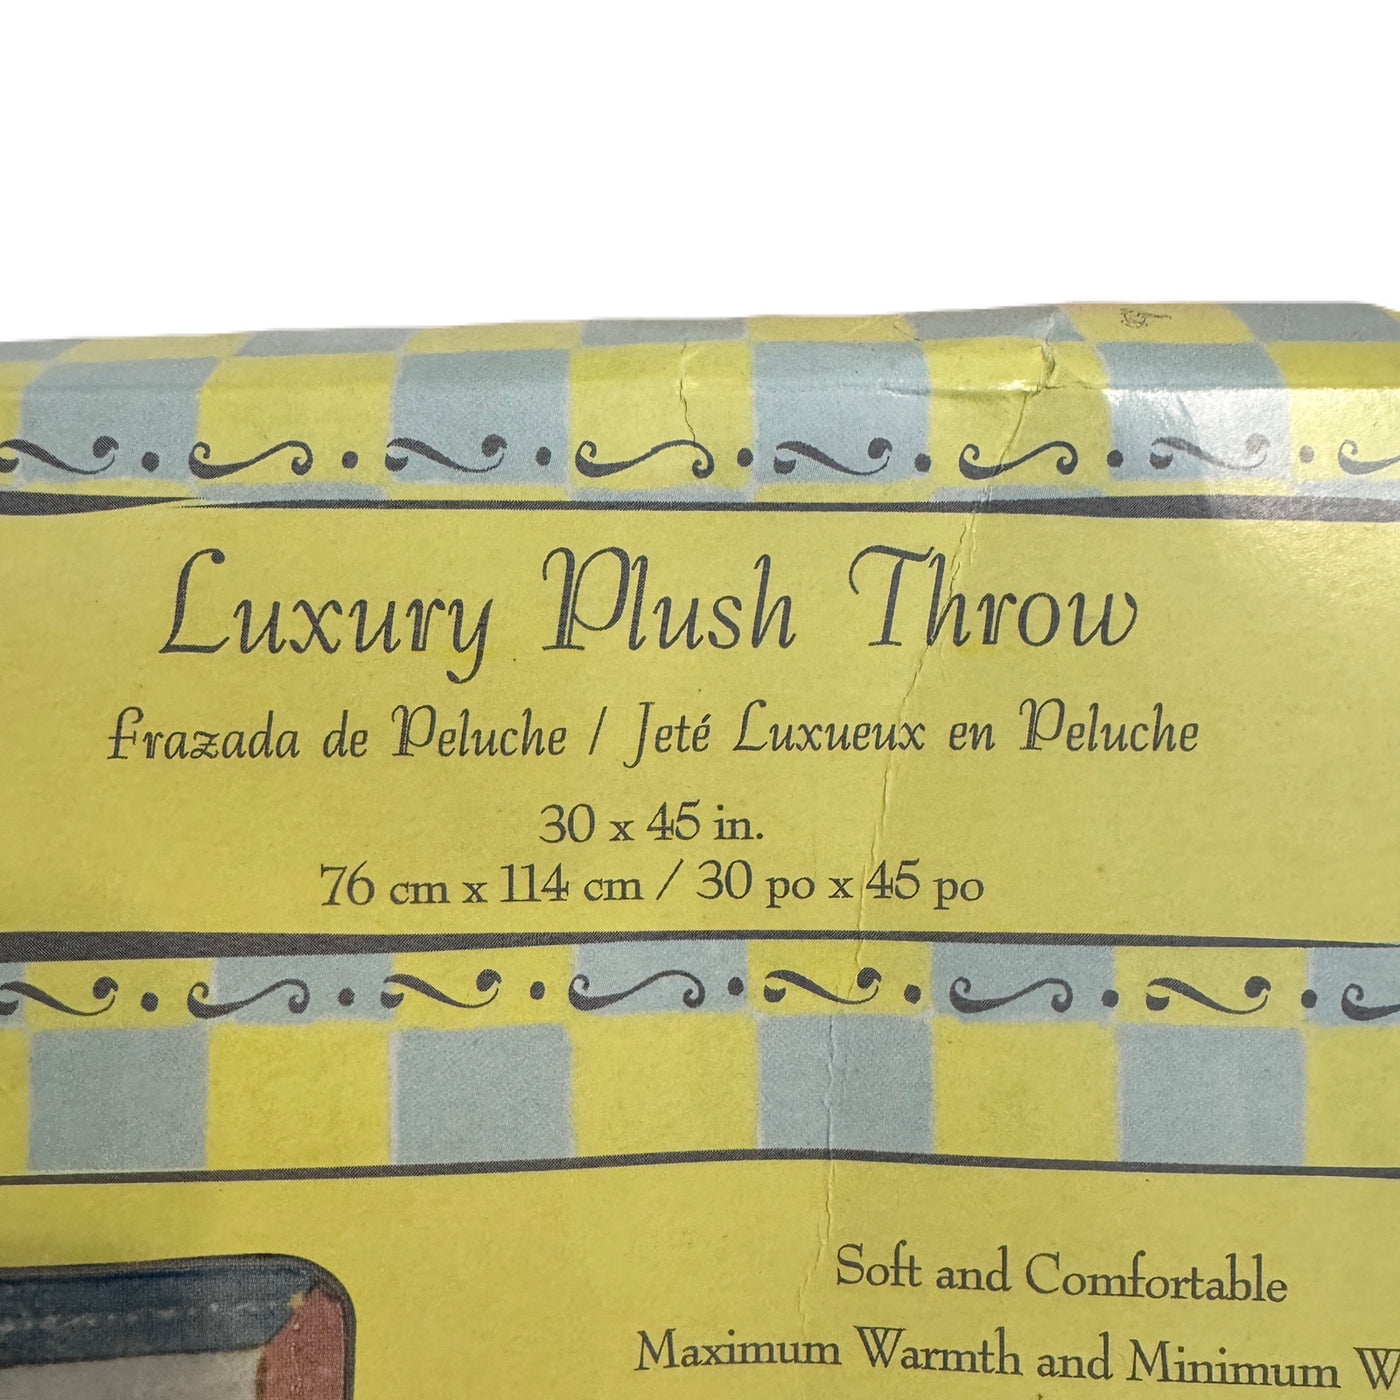 Luxury Plush Throw
Frazada de Peluche / Jeté Luxueux en Peluche
30 x 45 in.
76 cm x 114 cm / 30 po x 45 po
Soft and Comfortable
Maximum Warmth and Minimum